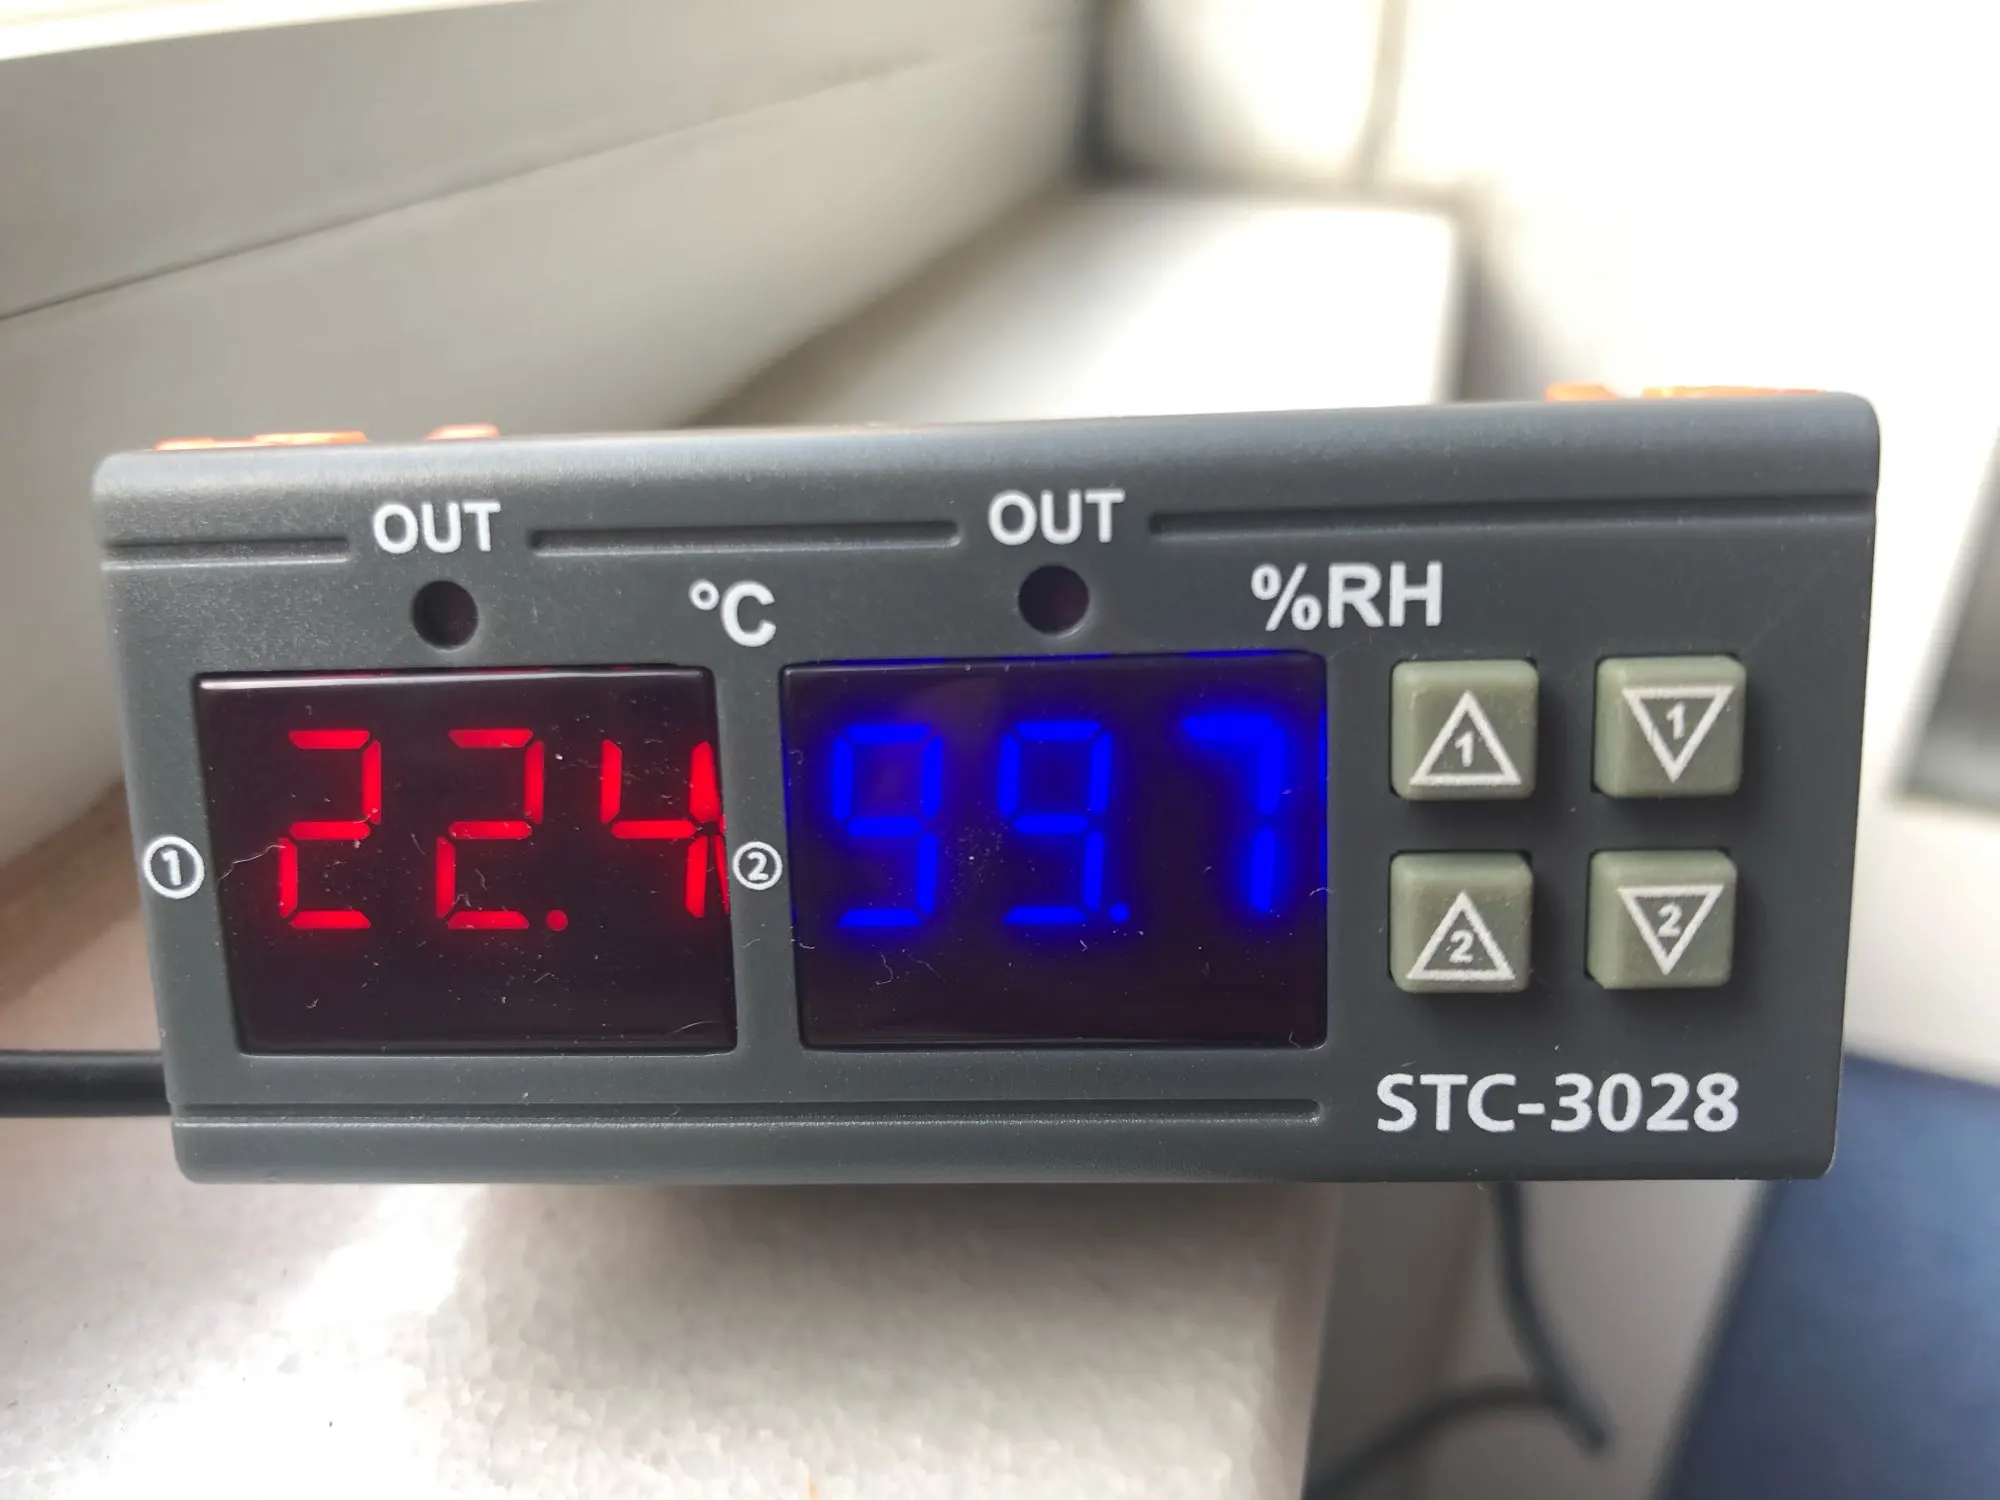 OUT OUT
°C %RH
① 22.4 ② 99.7
1 1
2 2
STC-3028